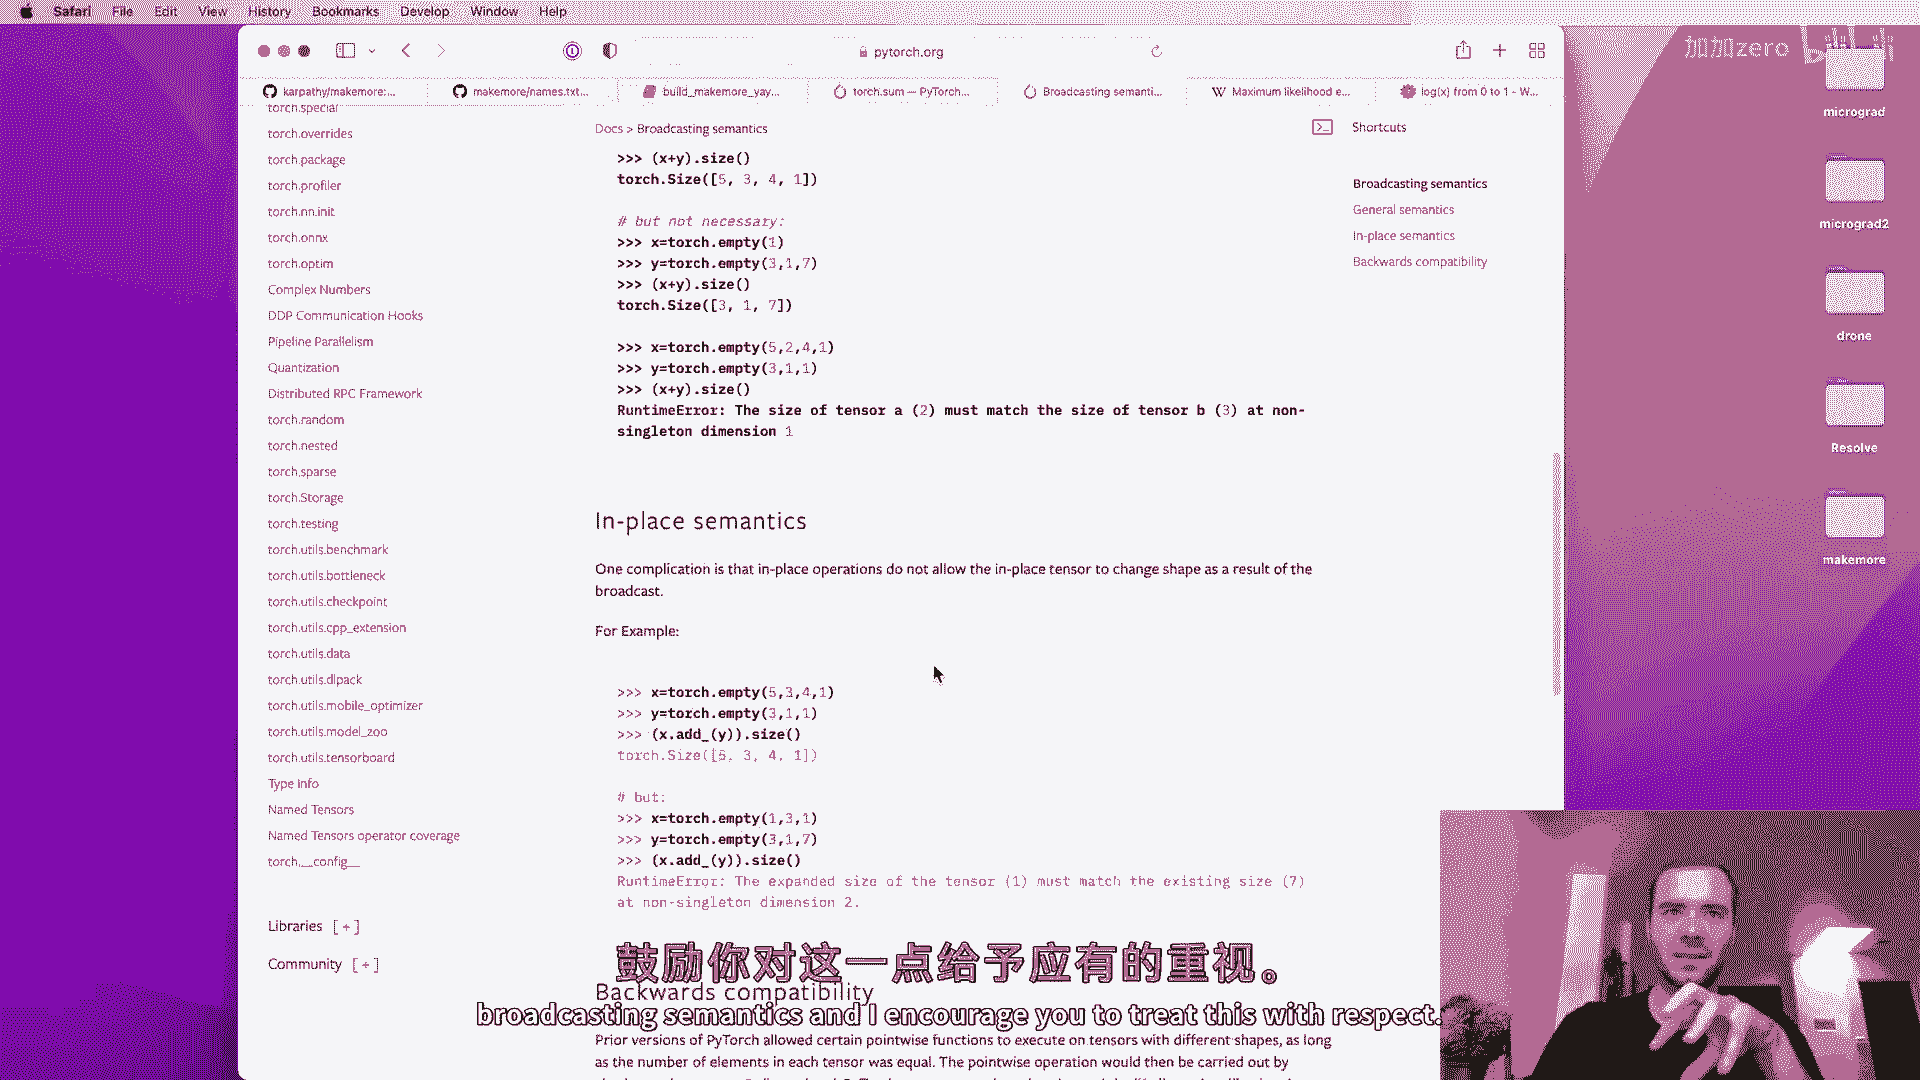 Safari File Edit View History Bookmarks Develop Window Help
加加zero
pytorch.org
karpathy/makemore:...
makemore/names.txt...
build_makemore_yay...
torch.sum — PyTorch...
Broadcasting semanti...
Maximum likelihood e...
log(x) from 0 to 1 - W...
torch.special
torch.overrides
torch.package
torch.profiler
torch.nn.init
torch.onnx
torch.optim
Complex Numbers
DDP Communication Hooks
Pipeline Parallelism
Quantization
Distributed RPC Framework
torch.random
torch.nested
torch.sparse
torch.Storage
torch.testing
torch.utils.benchmark
torch.utils.bottleneck
torch.utils.checkpoint
torch.utils.cpp_extension
torch.utils.data
torch.utils.dlpack
torch.utils.mobile_optimizer
torch.utils.model_zoo
torch.utils.tensorboard
Type Info
Named Tensors
Named Tensors operator coverage
torch.__config__
Libraries [ + ]
Community [ + ]
Docs > Broadcasting semantics
>>> (x+y).size()
torch.Size([5, 3, 4, 1])
# but not necessary:
>>> x=torch.empty(1)
>>> y=torch.empty(3,1,7)
>>> (x+y).size()
torch.Size([3, 1, 7])
>>> x=torch.empty(5,2,4,1)
>>> y=torch.empty(3,1,1)
>>> (x+y).size()
RuntimeError: The size of tensor a (2) must match the size of tensor b (3) at non-
singleton dimension 1
In-place semantics
One complication is that in-place operations do not allow the in-place tensor to change shape as a result of the
broadcast.
For Example:
>>> x=torch.empty(5,3,4,1)
>>> y=torch.empty(3,1,1)
>>> (x.add_(y)).size()
torch.Size([5, 3, 4, 1])
# but:
>>> x=torch.empty(1,3,1)
>>> y=torch.empty(3,1,7)
>>> (x.add_(y)).size()
RuntimeError: The expanded size of the tensor (1) must match the existing size (7)
at non-singleton dimension 2.
鼓励你对这一点给予应有的重视。
Backwards compatibility
broadcasting semantics and I encourage you to treat this with respect.
Prior versions of PyTorch allowed certain pointwise functions to execute on tensors with different shapes, as long
as the number of elements in each tensor was equal. The pointwise operation would then be carried out by
Shortcuts
Broadcasting semantics
General semantics
In-place semantics
Backwards compatibility
micrograd
micrograd2
drone
Resolve
makemore